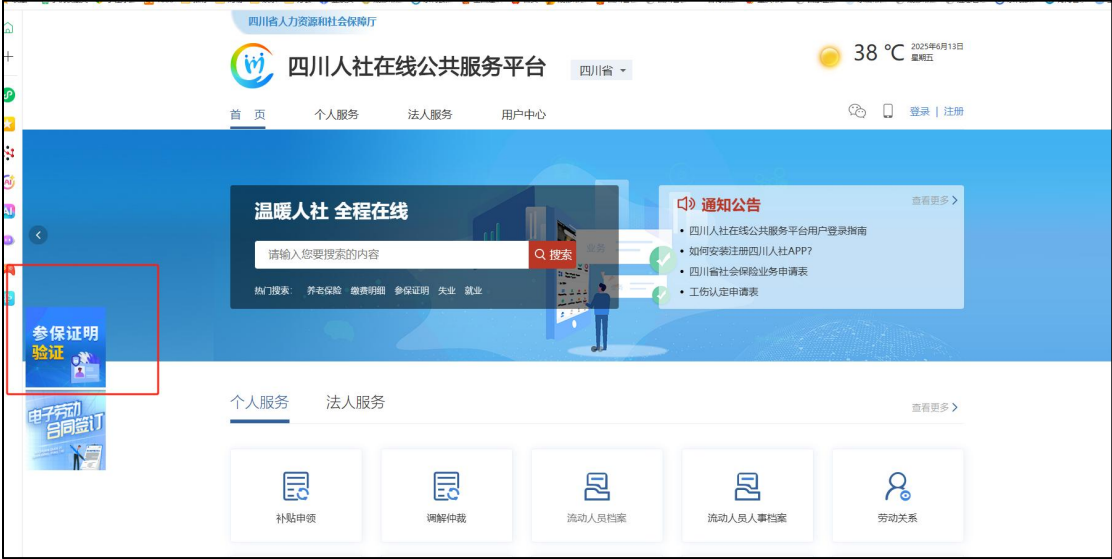 四川省人力资源和社会保障厅
四川人社在线公共服务平台
四川省
38 ℃
2025年6月13日
星期五
首 页
个人服务
法人服务
用户中心
登录 | 注册
温暖人社 全程在线
请输入您要搜索的内容
搜索
热门搜索: 养老保险 缴费明细 参保证明 失业 就业
通知公告
查看更多
• 四川人社在线公共服务平台用户登录指南
• 如何安装注册四川人社APP?
• 四川省社会保险业务申请表
• 工伤认定申请表
参保证明
验证
电子劳动
合同签订
个人服务
法人服务
查看更多
补贴申领
调解仲裁
流动人员档案
流动人员人事档案
劳动关系